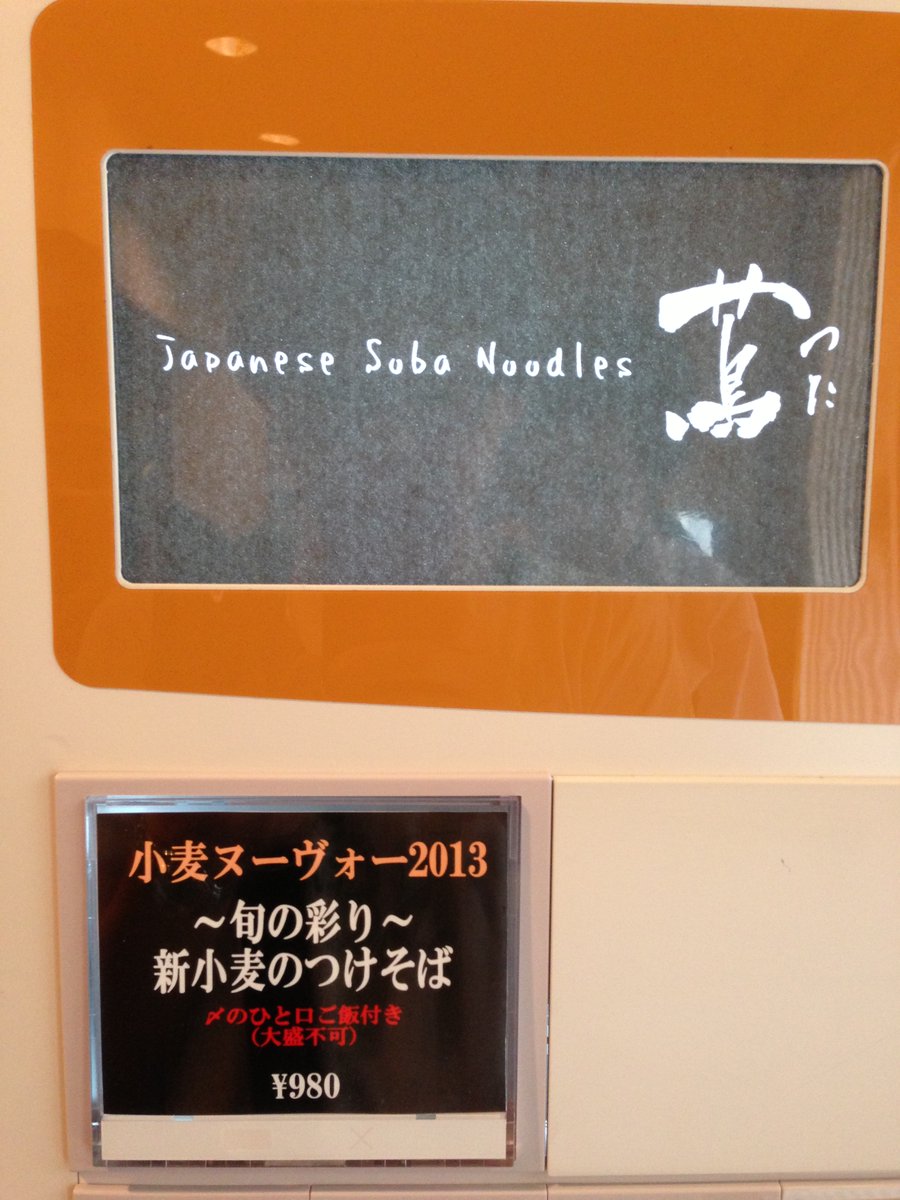 Japanese Soba Noodles 蔦 つた
小麦ヌーヴォー2013
～旬の彩り～
新小麦のつけそば
〆のひと口ご飯付き
(大盛不可)
¥980